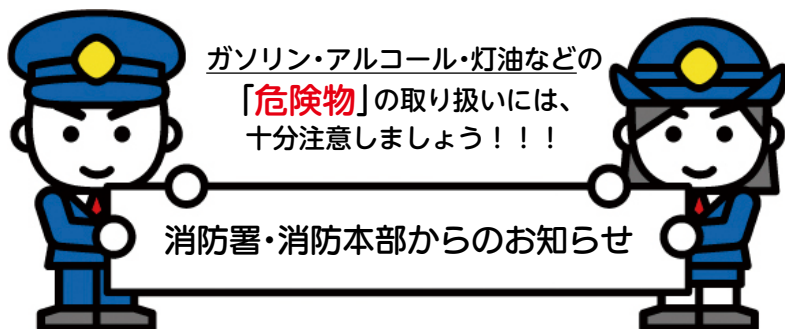 ガソリン・アルコール・灯油などの
「危険物」の取り扱いには、
十分注意しましょう！！！
消防署・消防本部からのお知らせ